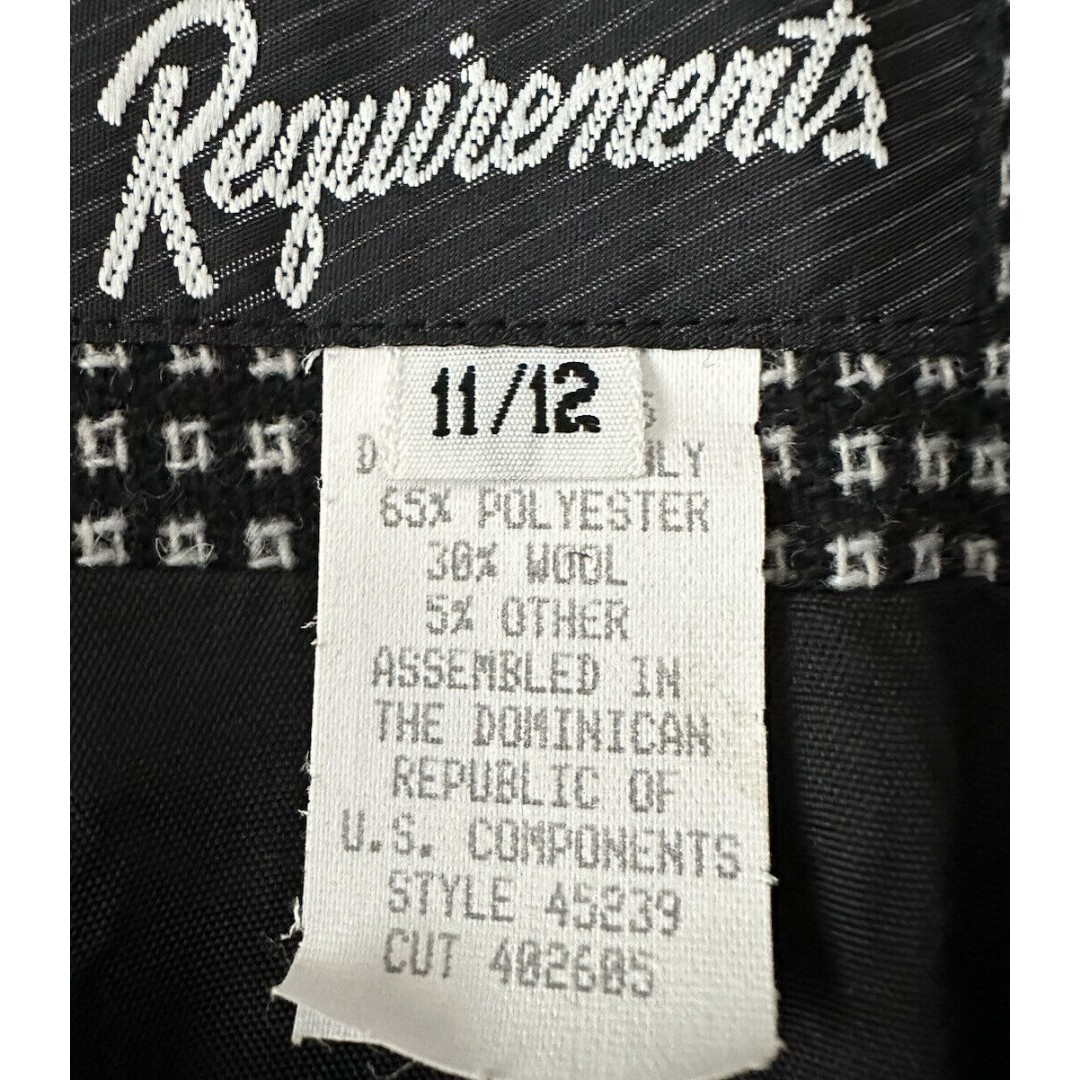 Requirements
11/12
65% POLYESTER
30% WOOL
5% OTHER
ASSEMBLED IN
THE DOMINICAN
REPUBLIC OF
U.S. COMPONENTS
STYLE 45239
CUT 402605